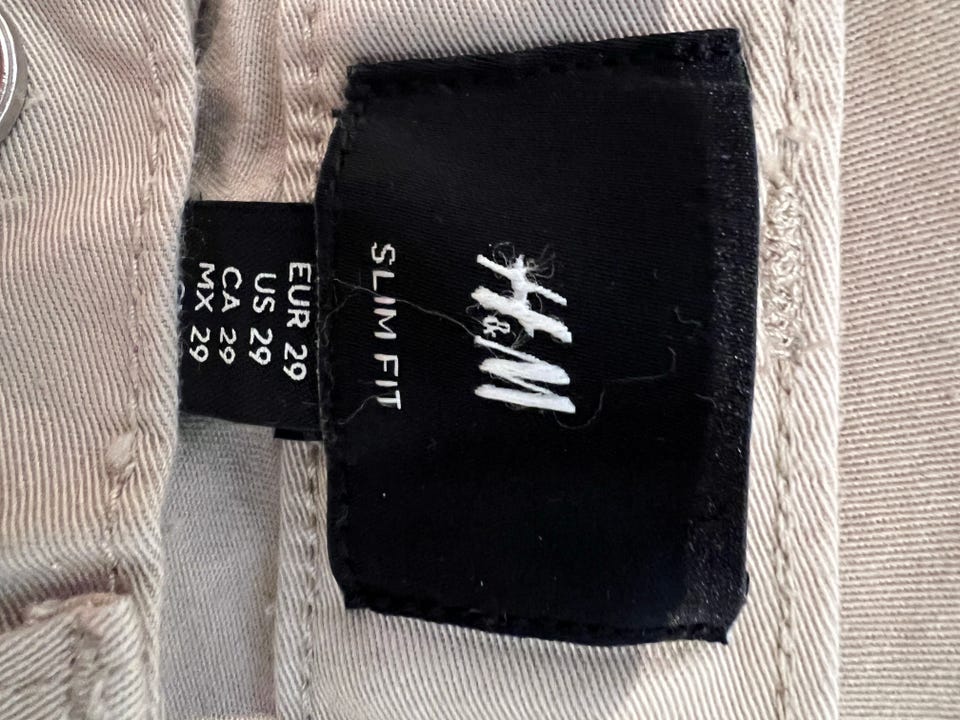 H&M
SLIM FIT
EUR 29
US 29
CA 29
MX 29